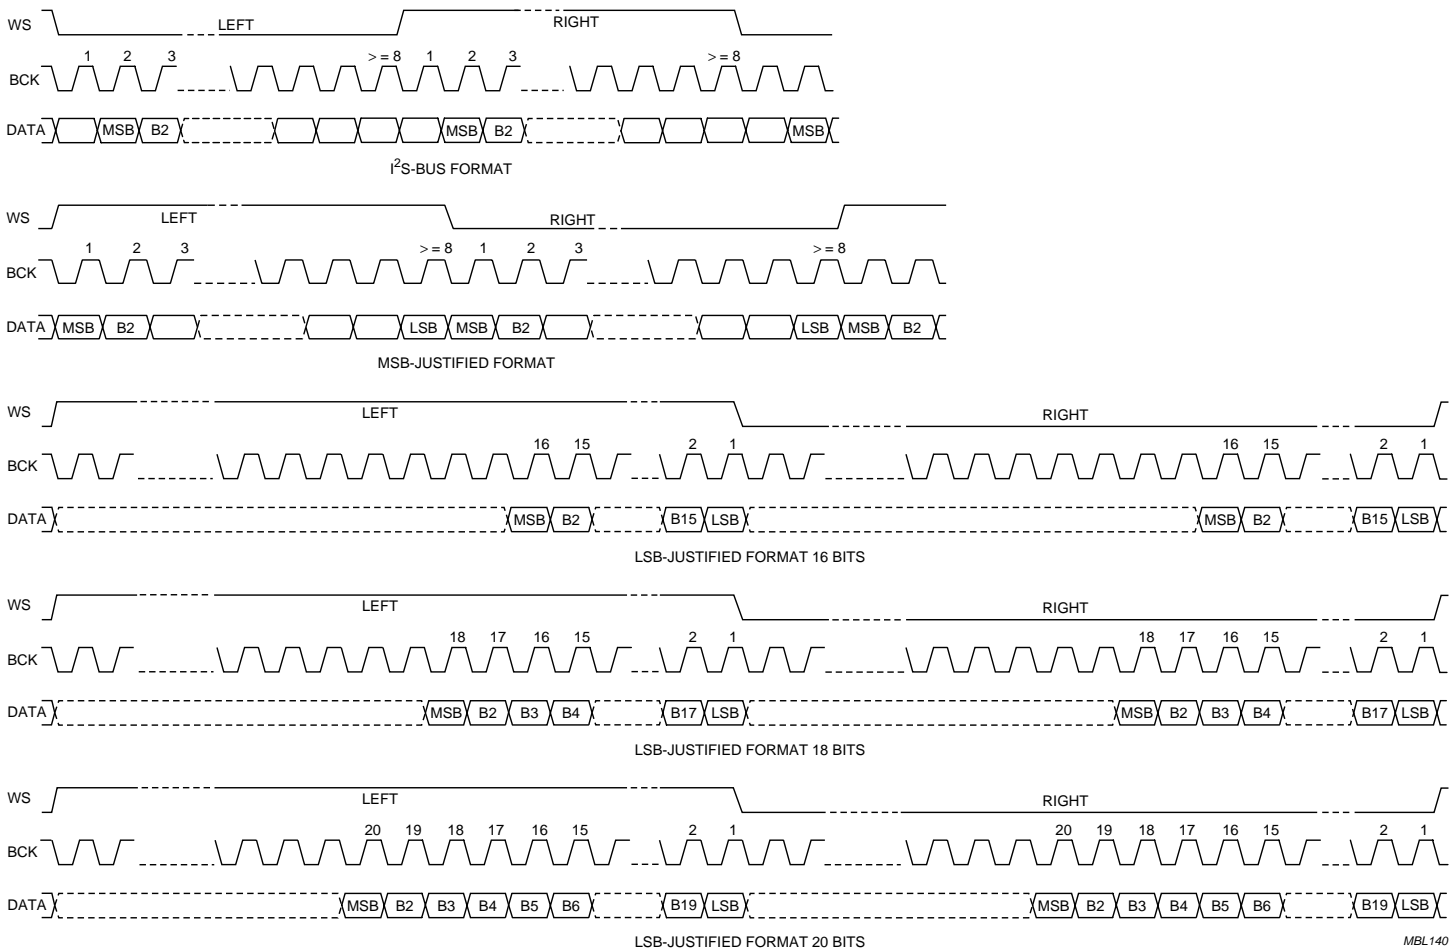 WS LEFT RIGHT
1 2 3 > = 8 1 2 3 > = 8
BCK
DATA MSB B2 MSB B2 MSB
I²S-BUS FORMAT
WS LEFT RIGHT
1 2 3 > = 8 1 2 3 > = 8
BCK
DATA MSB B2 LSB MSB B2 LSB MSB B2
MSB-JUSTIFIED FORMAT
WS LEFT RIGHT
16 15 2 1 16 15 2 1
BCK
DATA MSB B2 B15 LSB MSB B2 B15 LSB
LSB-JUSTIFIED FORMAT 16 BITS
WS LEFT RIGHT
18 17 16 15 2 1 18 17 16 15 2 1
BCK
DATA MSB B2 B3 B4 B17 LSB MSB B2 B3 B4 B17 LSB
LSB-JUSTIFIED FORMAT 18 BITS
WS LEFT RIGHT
20 19 18 17 16 15 2 1 20 19 18 17 16 15 2 1
BCK
DATA MSB B2 B3 B4 B5 B6 B19 LSB MSB B2 B3 B4 B5 B6 B19 LSB
LSB-JUSTIFIED FORMAT 20 BITS
MBL140